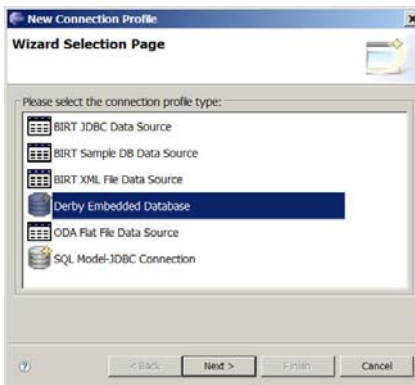 New Connection Profile
Wizard Selection Page
Please select the connection profile type:
BIRT JDBC Data Source
BIRT Sample DB Data Source
BIRT XML File Data Source
Derby Embedded Database
ODA Flat File Data Source
SQL Model-JDBC Connection
< Back Next > Finish Cancel